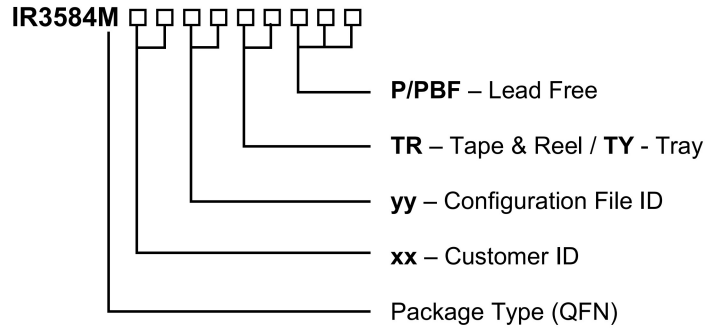 IR3584M
P/PBF – Lead Free
TR – Tape & Reel / TY - Tray
yy – Configuration File ID
xx – Customer ID
Package Type (QFN)